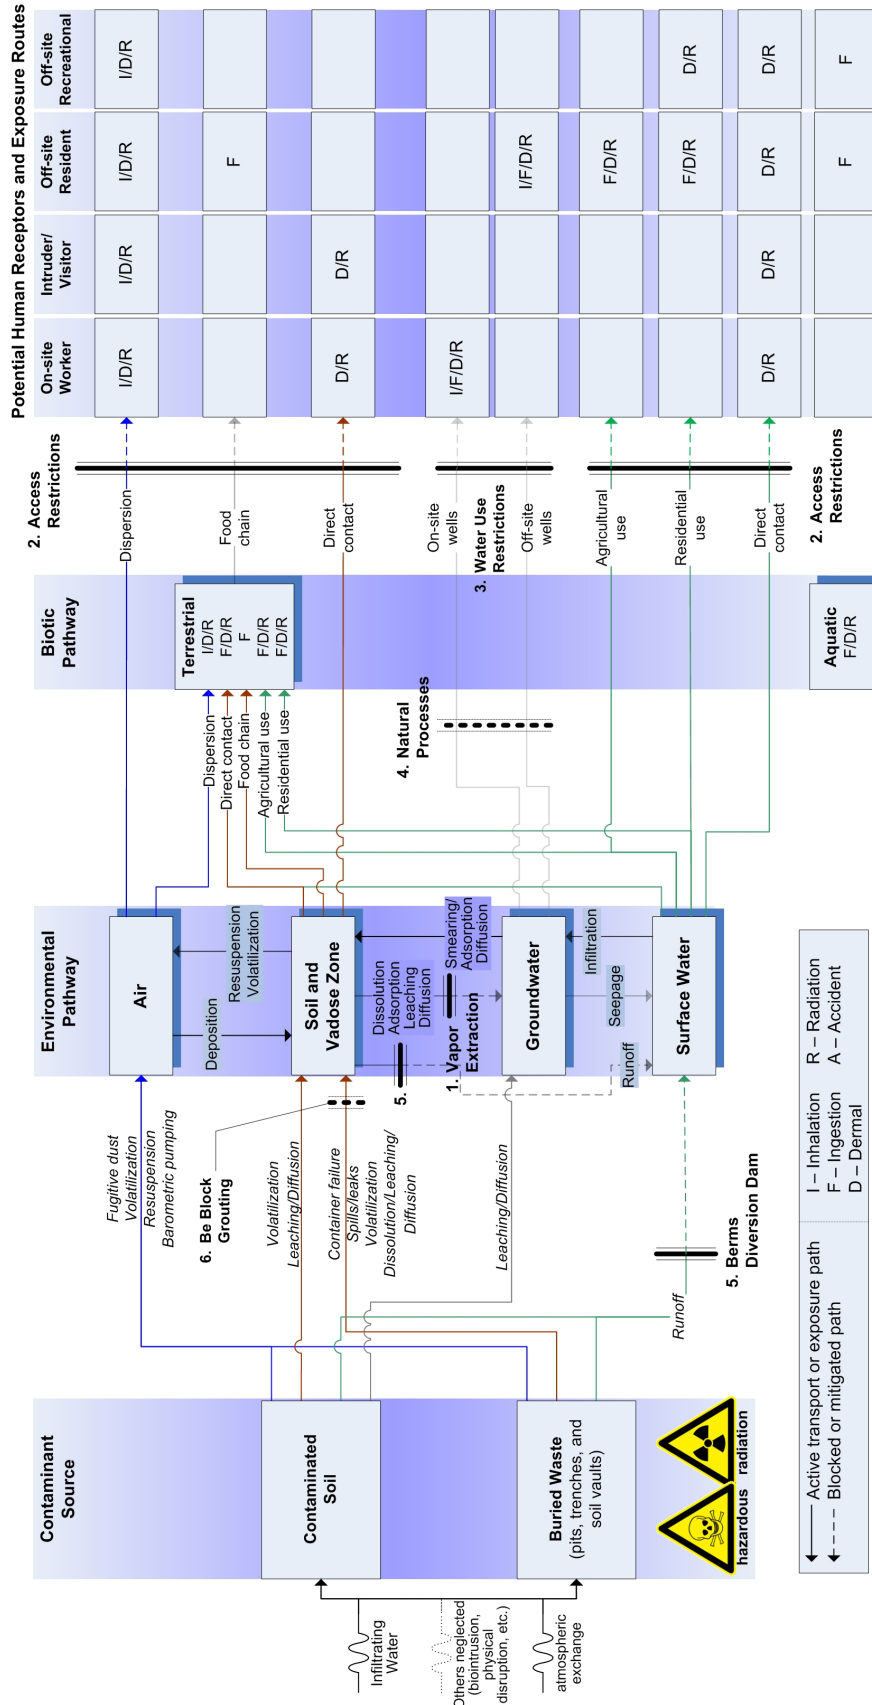 Potential Human Receptors and Exposure Routes
Contaminant
Source
Environmental
Pathway
Biotic
Pathway
On-site
Worker
Intruder/
Visitor
Off-site
Resident
Off-site
Recreational
Infiltrating
Water
Others neglected
(biointrusion,
physical
disruption, etc.)
atmospheric
exchange
Contaminated
Soil
Buried Waste
(pits, trenches, and
soil vaults)
hazardous
radiation
Fugitive dust
Volatilization
Resuspension
Barometric pumping
6. Be Block
Grouting
Volatilization
Leaching/Diffusion
Container failure
Spills/leaks
Volatilization
Dissolution/Leaching/
Diffusion
Leaching/Diffusion
Runoff
5. Berms
Diversion Dam
Air
Deposition
Resuspension
Volatilization
Soil and
Vadose Zone
Dissolution
Adsorption
Leaching
Diffusion
5.
1. Vapor
Extraction
Smearing/
Adsorption
Diffusion
Groundwater
Runoff
Seepage
Infiltration
Surface Water
Dispersion
Direct contact
Food chain
Agricultural use
Residential use
4. Natural
Processes
Terrestrial
I/D/R
F/D/R
F
F/D/R
F/D/R
Aquatic
F/D/R
2. Access
Restrictions
Dispersion
Food
chain
Direct
contact
On-site
wells
3. Water Use
Restrictions
Off-site
wells
Agricultural
use
Residential
use
Direct
contact
2. Access
Restrictions
I/D/R
I/D/R
I/D/R
I/D/R
F
D/R
D/R
I/F/D/R
I/F/D/R
F/D/R
F/D/R
D/R
D/R
D/R
D/R
D/R
F
F
Active transport or exposure path
Blocked or mitigated path
I – Inhalation
F – Ingestion
D – Dermal
R – Radiation
A – Accident